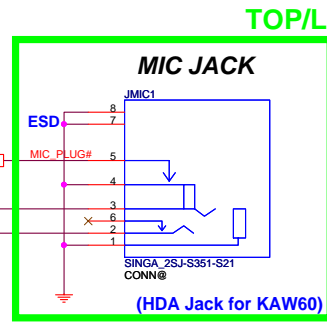 TOP/L
MIC JACK
JMIC1
8
ESD
7
MIC_PLUG#
5
4
3
6
2
1
SINGA_2SJ-S351-S21
CONN@
(HDA Jack for KAW60)